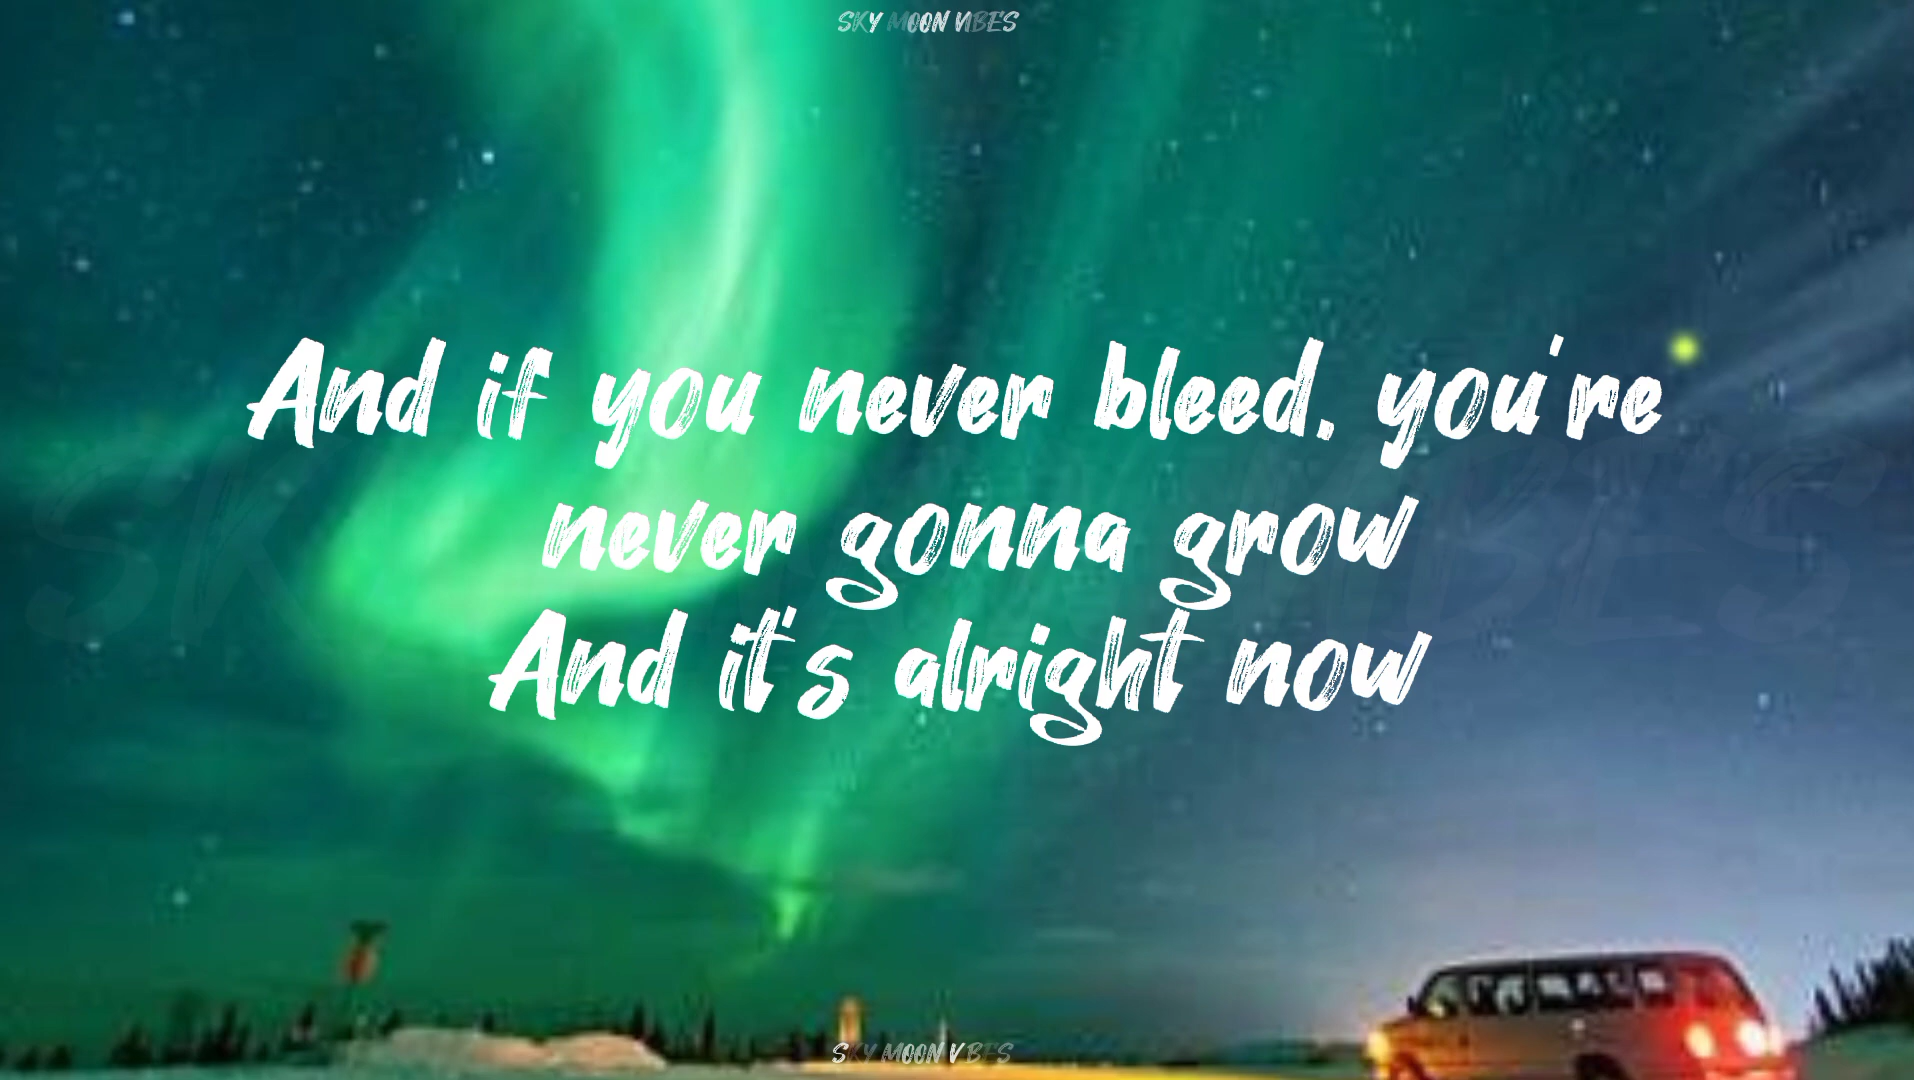 SKY MOON VIBES
And if you never bleed, you're
never gonna grow
And it's alright now
SKY MOON VIBES